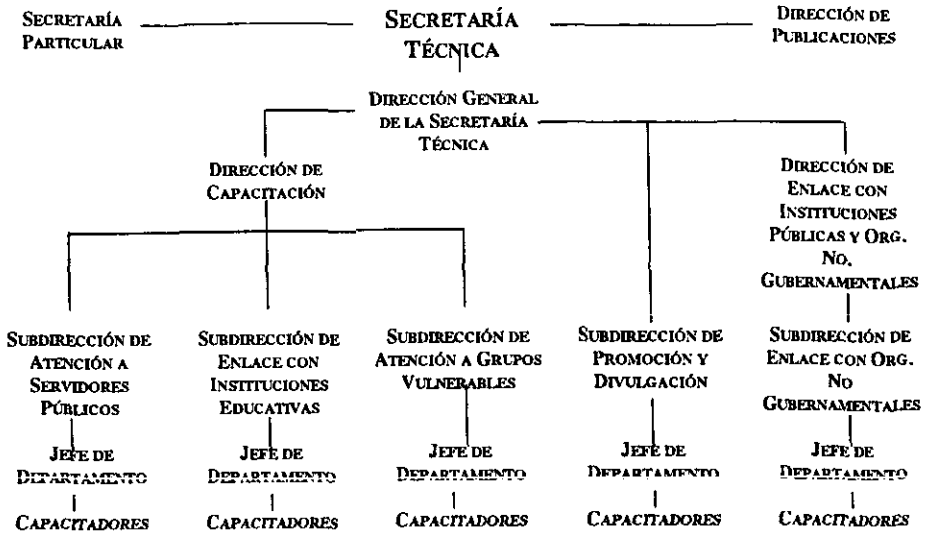 SECRETARÍA
PARTICULAR
SECRETARÍA
TÉCNICA
DIRECCIÓN DE
PUBLICACIONES
DIRECCIÓN GENERAL
DE LA SECRETARÍA
TÉCNICA
DIRECCIÓN DE
CAPACITACIÓN
DIRECCIÓN DE
ENLACE CON
INSTITUCIONES
PÚBLICAS Y ORG.
NO.
GUBERNAMENTALES
SUBDIRECCIÓN DE
ATENCIÓN A
SERVIDORES
PÚBLICOS
SUBDIRECCIÓN DE
ENLACE CON
INSTITUCIONES
EDUCATIVAS
SUBDIRECCIÓN DE
ATENCIÓN A GRUPOS
VULNERABLES
SUBDIRECCIÓN DE
PROMOCIÓN Y
DIVULGACIÓN
SUBDIRECCIÓN DE
ENLACE CON ORG.
NO
GUBERNAMENTALES
JEFE DE
DEPARTAMENTO
JEFE DE
DEPARTAMENTO
JEFE DE
DEPARTAMENTO
JEFE DE
DEPARTAMENTO
JEFE DE
DEPARTAMENTO
CAPACITADORES
CAPACITADORES
CAPACITADORES
CAPACITADORES
CAPACITADORES